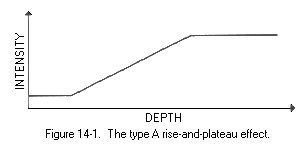 INTENSITY
DEPTH
Figure 14-1. The type A rise-and-plateau effect.